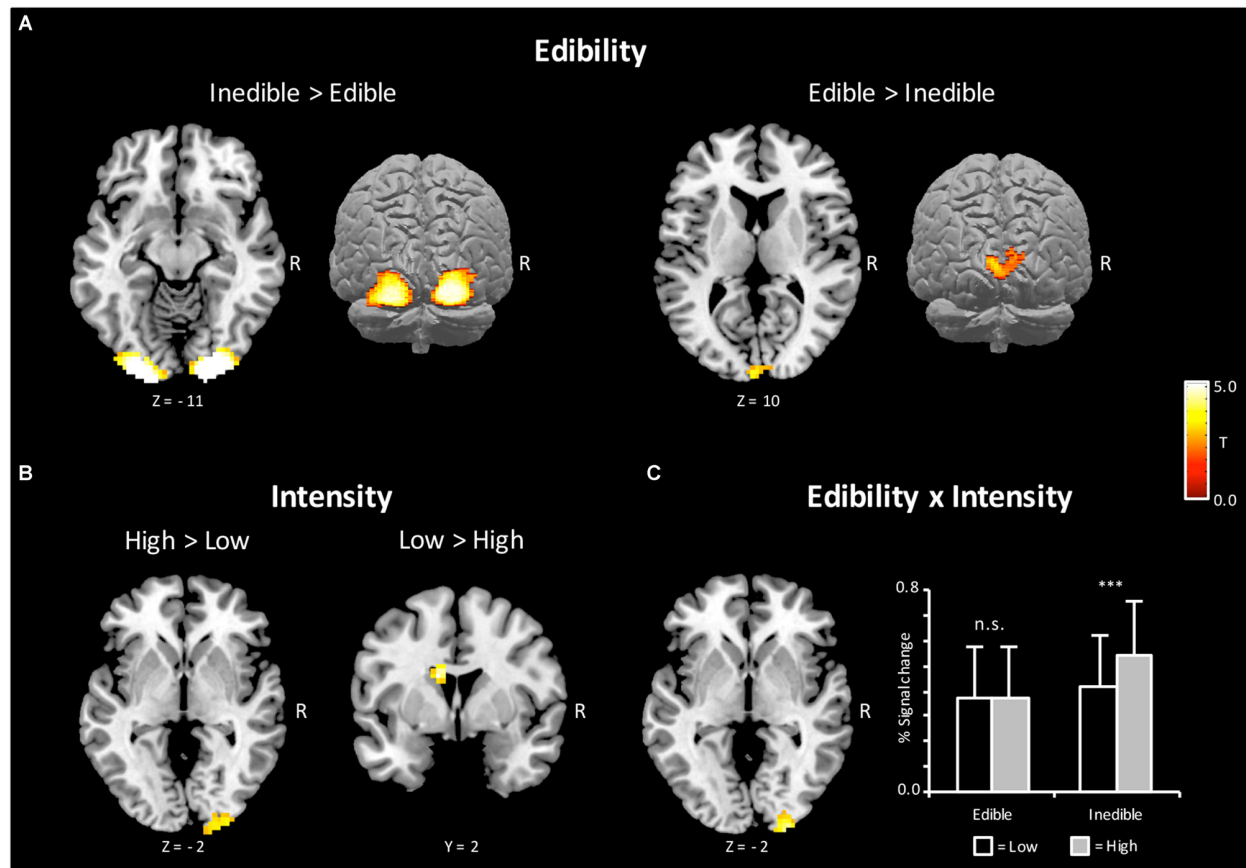 A
Edibility
Inedible > Edible
Edible > Inedible
R
R
R
R
Z = - 11
Z = 10
5.0
T
0.0
B
Intensity
High > Low
Low > High
R
R
Z = - 2
Y = 2
C
Edibility x Intensity
R
Z = - 2
% Signal change
0.8
0.0
n.s.
***
Edible
Inedible
= Low
= High